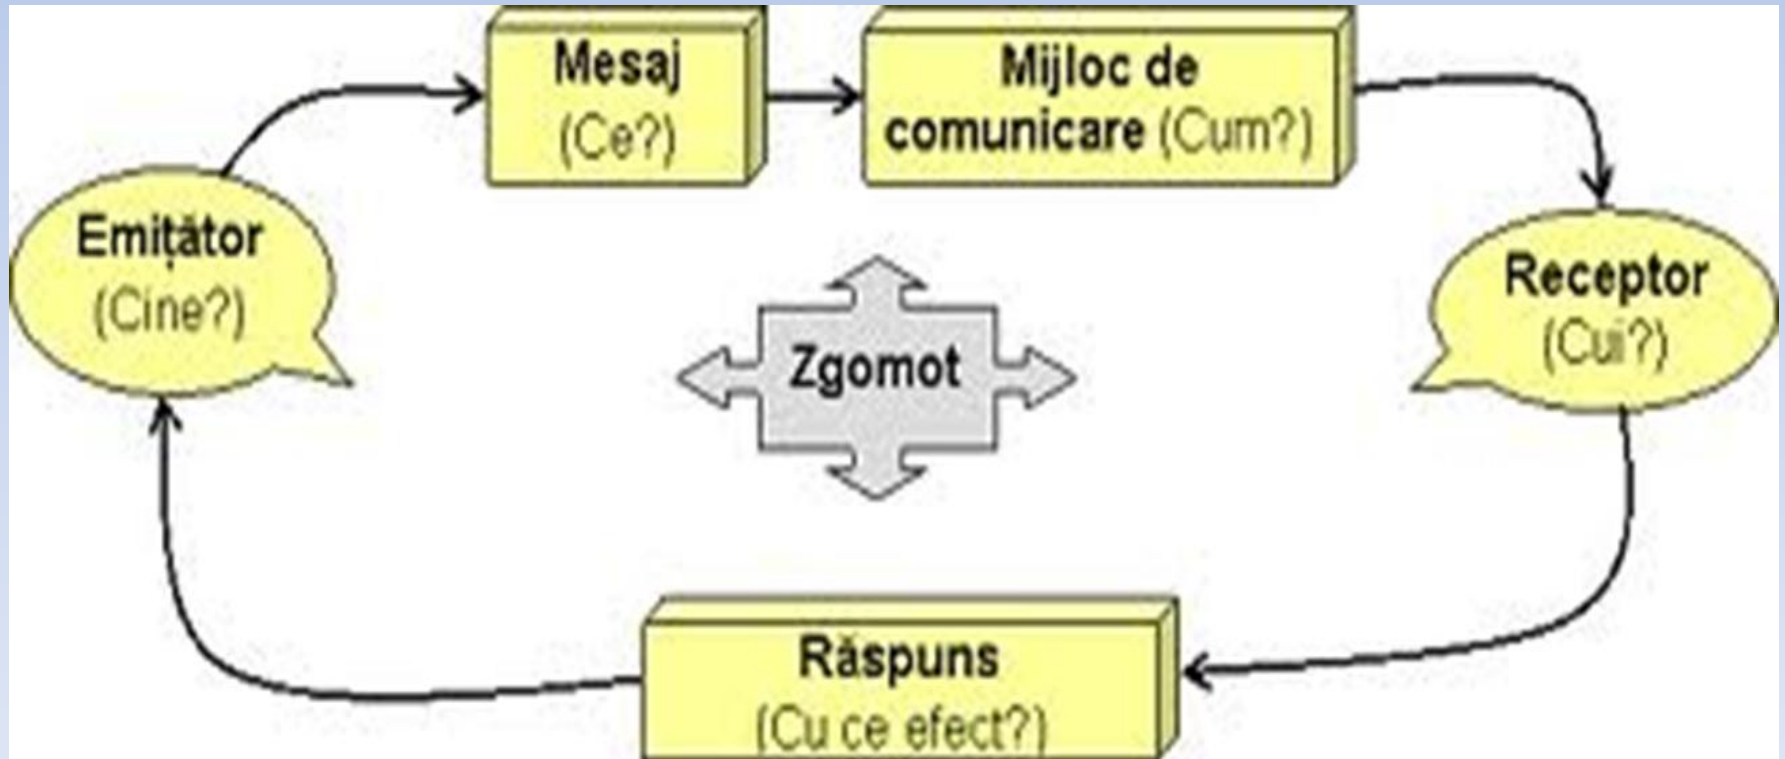 Mesaj
(Ce?)
Mijloc de
comunicare (Cum?)
Emițător
(Cine?)
Receptor
(Cui?)
Zgomot
Răspuns
(Cu ce efect?)